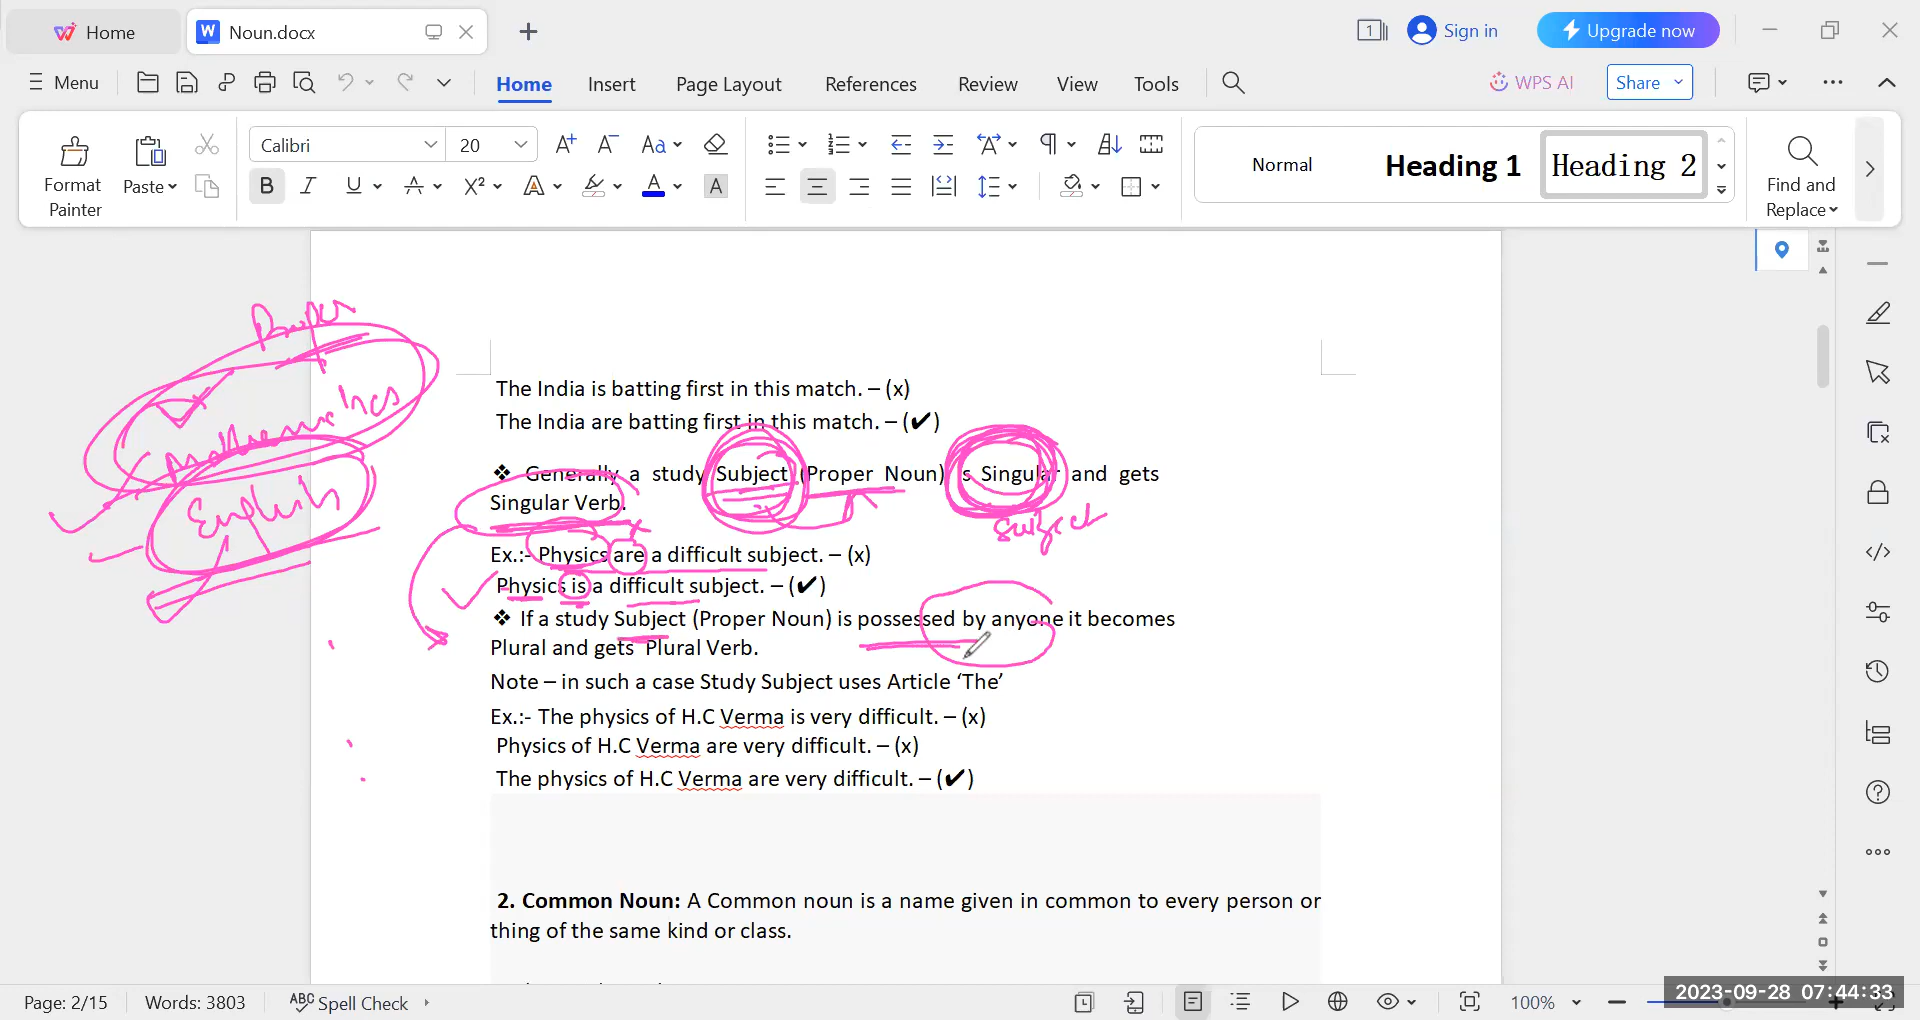 Home
Noun.docx
1
Sign in
Upgrade now
Menu
Home
Insert
Page Layout
References
Review
View
Tools
WPS AI
Share
Format
Painter
Paste
Calibri
20
Normal
Heading 1
Heading 2
Find and
Replace
Proper
Mathematics
English
The India is batting first in this match. – (x)
The India are batting first in this match. – (✔)
❖ Generally a study Subject (Proper Noun) is Singular and gets
Singular Verb.
Subject
Ex.:- Physics are a difficult subject. – (x)
Physics is a difficult subject. – (✔)
❖ If a study Subject (Proper Noun) is possessed by anyone it becomes
Plural and gets Plural Verb.
Note – in such a case Study Subject uses Article ‘The’
Ex.:- The physics of H.C Verma is very difficult. – (x)
Physics of H.C Verma are very difficult. – (x)
The physics of H.C Verma are very difficult. – (✔)
2. Common Noun: A Common noun is a name given in common to every person or
thing of the same kind or class.
Page: 2/15
Words: 3803
Spell Check
100%
2023-09-28 07:44:33